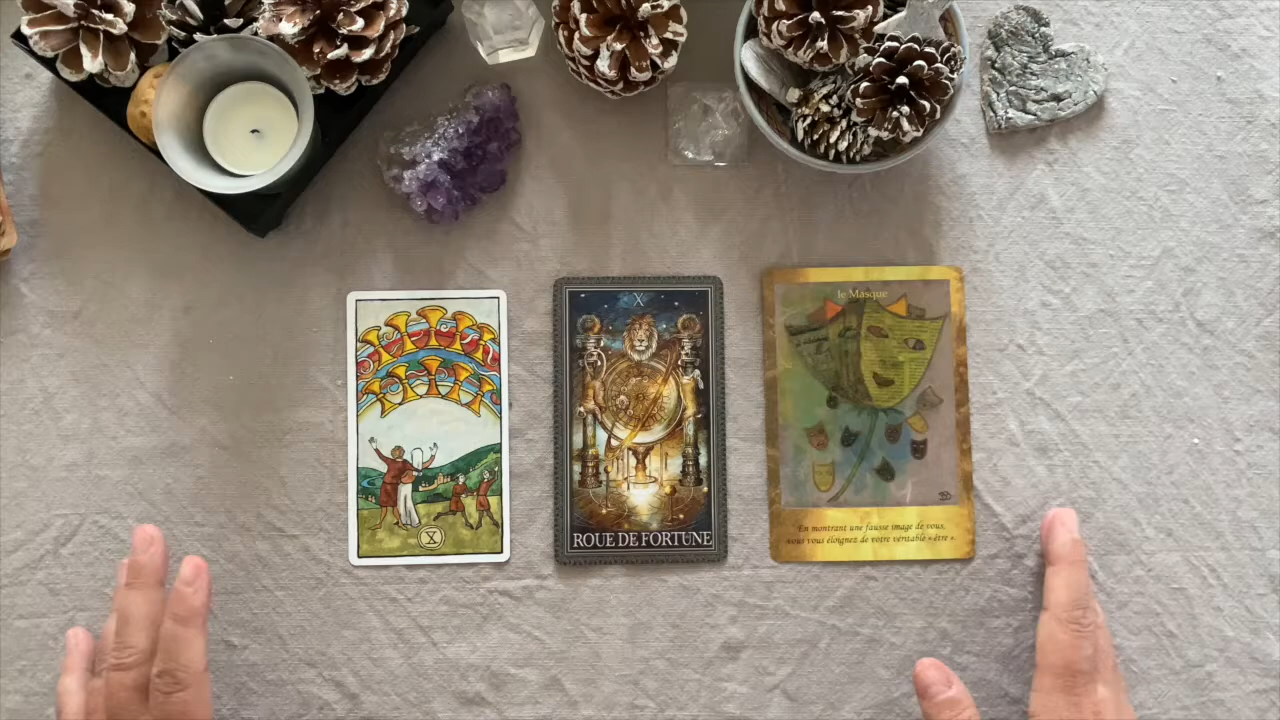 X
X
ROUE DE FORTUNE
le Masque
En montrant une fausse image de vous,
vous vous éloignez de votre véritable « être ».